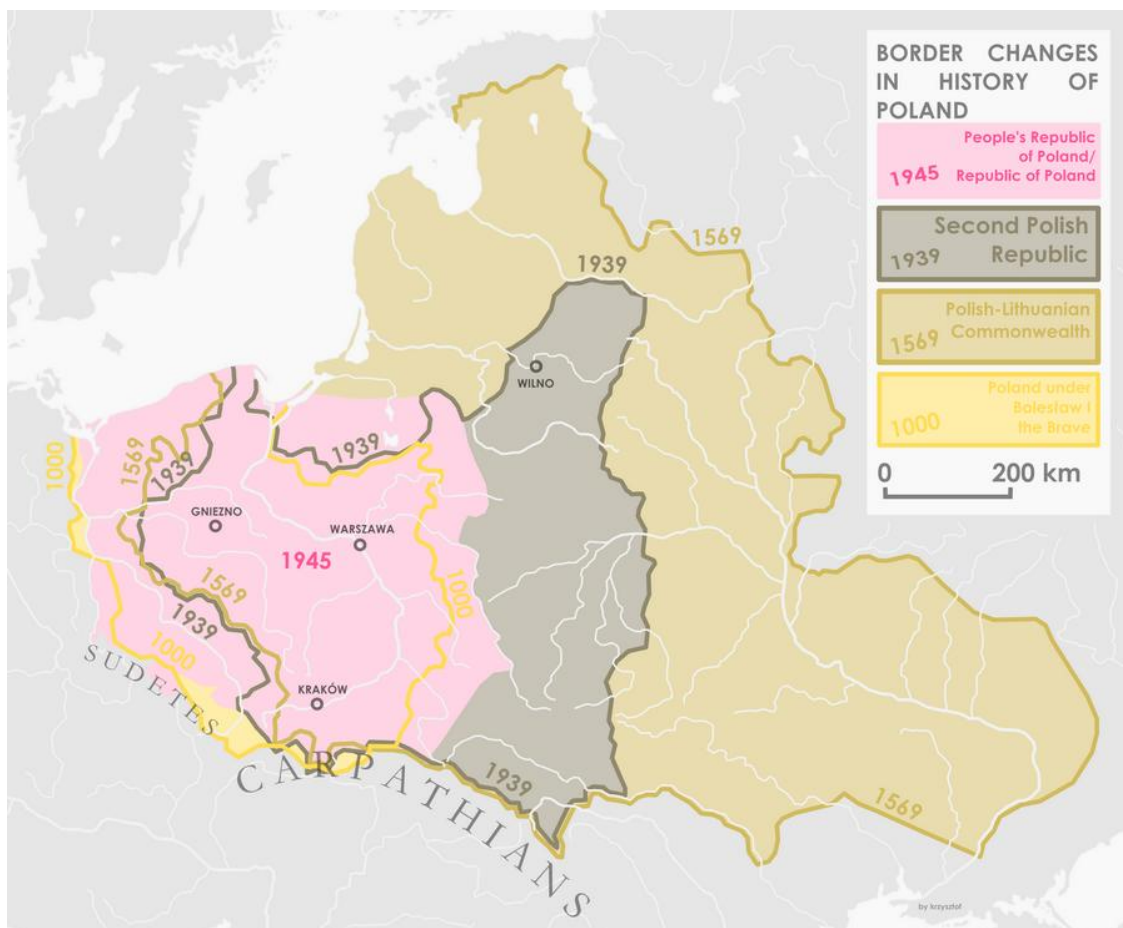 BORDER CHANGES
IN HISTORY OF
POLAND
People's Republic
of Poland/
1945 Republic of Poland
Second Polish
1939 Republic
Polish-Lithuanian
1569 Commonwealth
Poland under
Bolesław I
1000 the Brave
0 200 km
1569
1939
WILNO
1000
1569
1939
1939
GNIEZNO
WARSZAWA
1945
1000
1569
1939
1000
SUDETES
KRAKÓW
CARPATHIANS
1939
1569
by krzysztof